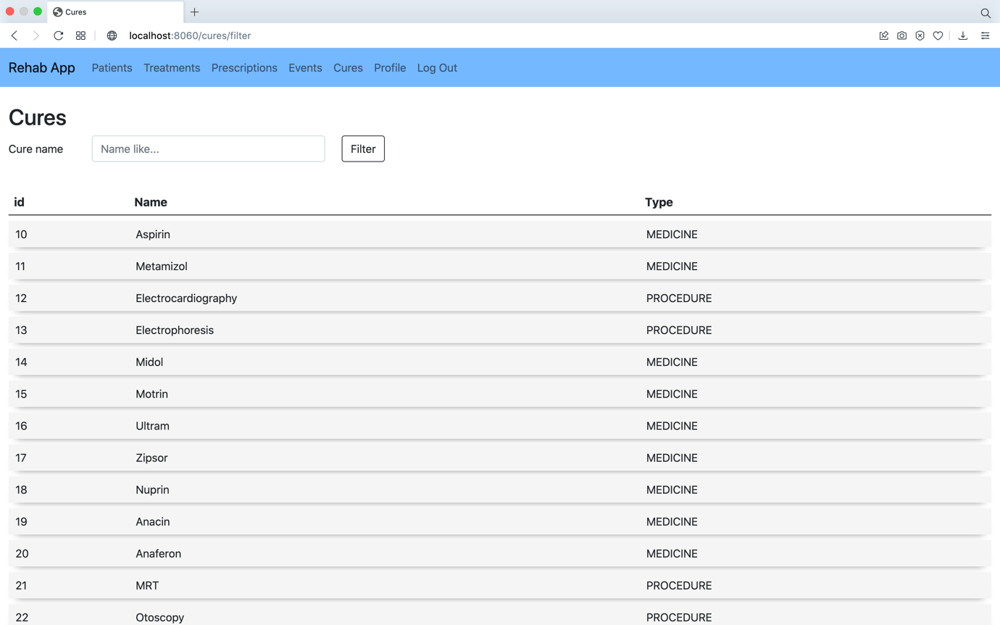 Cures
localhost:8060/cures/filter
Rehab App Patients Treatments Prescriptions Events Cures Profile Log Out
Cures
Cure name Name like... Filter
id Name Type
10 Aspirin MEDICINE
11 Metamizol MEDICINE
12 Electrocardiography PROCEDURE
13 Electrophoresis PROCEDURE
14 Midol MEDICINE
15 Motrin MEDICINE
16 Ultram MEDICINE
17 Zipsor MEDICINE
18 Nuprin MEDICINE
19 Anacin MEDICINE
20 Anaferon MEDICINE
21 MRT PROCEDURE
22 Otoscopy PROCEDURE